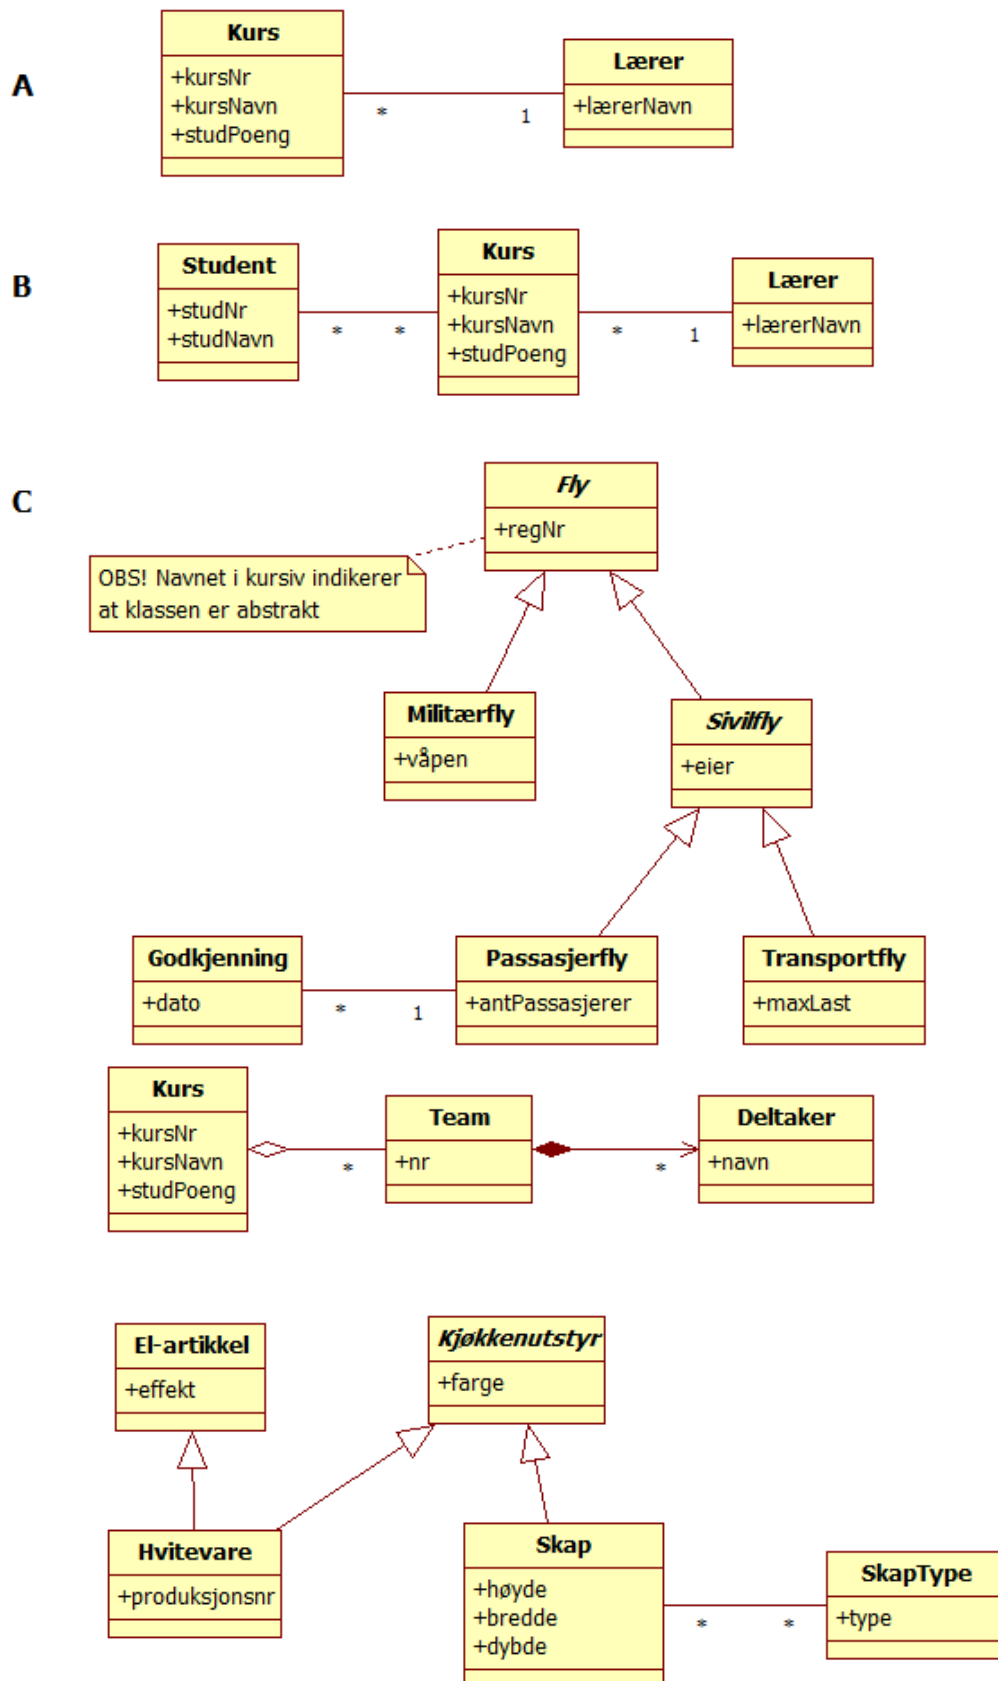 A
Kurs
+kursNr
+kursNavn
+studPoeng
* 1
Lærer
+lærerNavn
B
Student
+studNr
+studNavn
* *
Kurs
+kursNr
+kursNavn
+studPoeng
* 1
Lærer
+lærerNavn
C
Fly
+regNr
OBS! Navnet i kursiv indikerer
at klassen er abstrakt
Militærfly
+våpen
Sivilfly
+eier
Godkjenning
+dato
* 1
Passasjerfly
+antPassasjerer
Transportfly
+maxLast
Kurs
+kursNr
+kursNavn
+studPoeng
*
Team
+nr
*
Deltaker
+navn
El-artikkel
+effekt
Kjøkkenutstyr
+farge
Hvitevare
+produksjonsnr
Skap
+høyde
+bredde
+dybde
* *
SkapType
+type